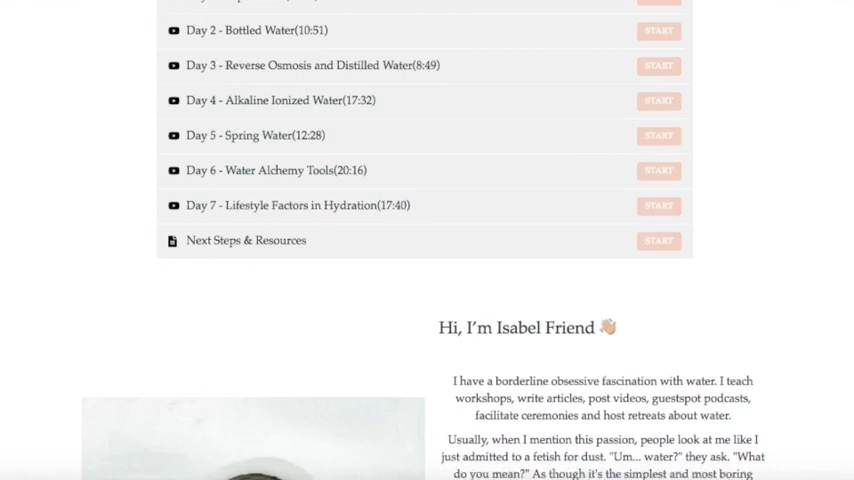 Day 2 - Bottled Water(10:51)
START
Day 3 - Reverse Osmosis and Distilled Water(8:49)
START
Day 4 - Alkaline Ionized Water(17:32)
START
Day 5 - Spring Water(12:28)
START
Day 6 - Water Alchemy Tools(20:16)
START
Day 7 - Lifestyle Factors in Hydration(17:40)
START
Next Steps & Resources
START
Hi, I'm Isabel Friend 👋🏼
I have a borderline obsessive fascination with water. I teach
workshops, write articles, post videos, guestspot podcasts,
facilitate ceremonies and host retreats about water.
Usually, when I mention this passion, people look at me like I
just admitted to a fetish for dust. "Um... water?" they ask. "What
do you mean?" As though it's the simplest and most boring